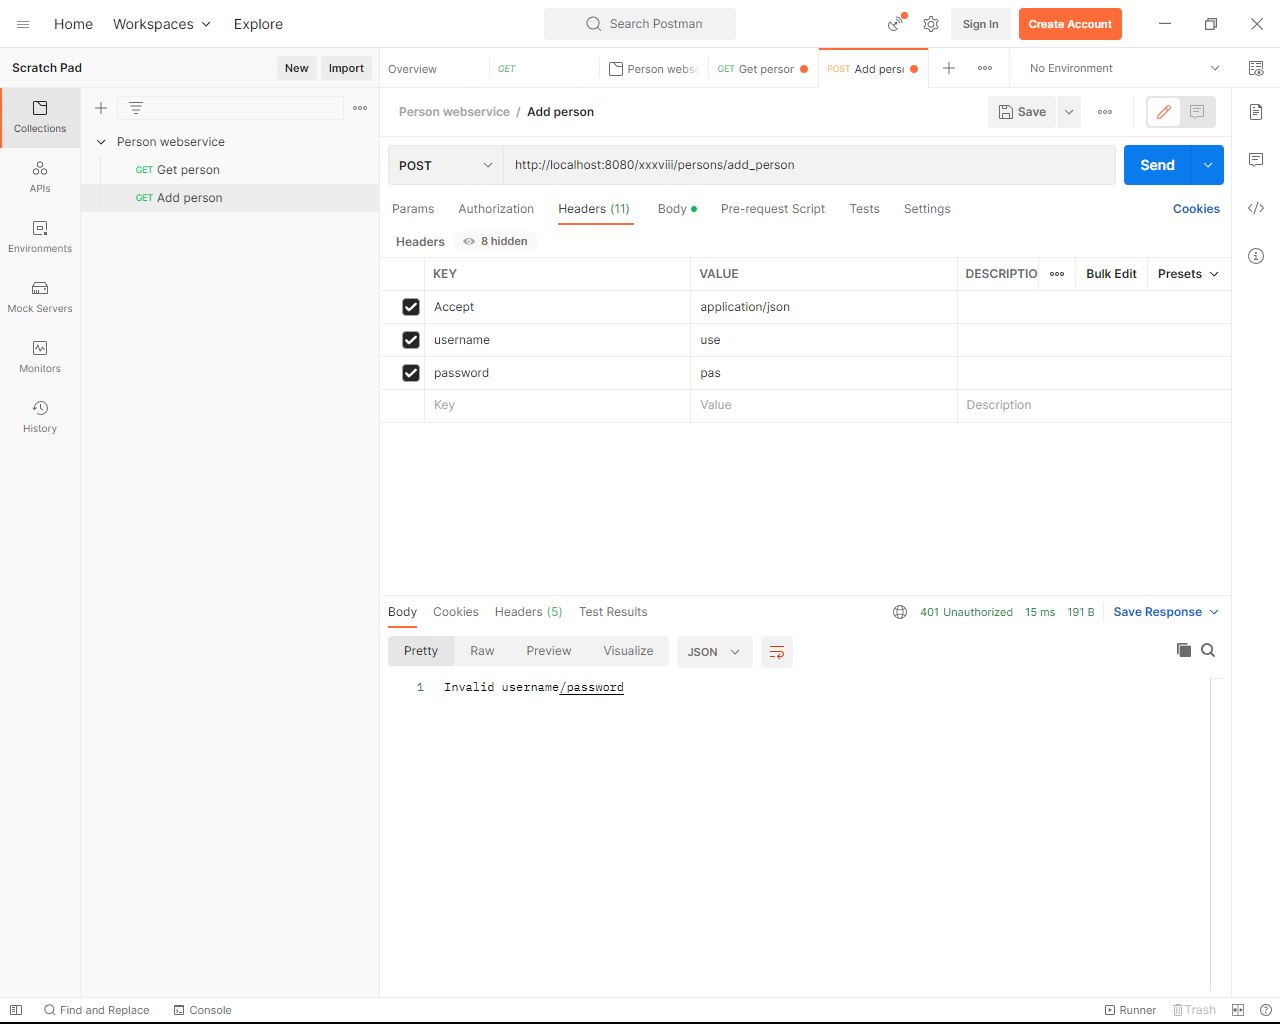 Home Workspaces Explore Search Postman Sign In Create Account
Scratch Pad New Import Overview GET Person webs GET Get person POST Add pers No Environment
Collections
APIs
Environments
Mock Servers
Monitors
History
Person webservice
GET Get person
GET Add person
Person webservice / Add person Save
POST http://localhost:8080/xxxviii/persons/add_person Send
Params Authorization Headers (11) Body Pre-request Script Tests Settings Cookies
Headers 8 hidden
KEY VALUE DESCRIPTIO Bulk Edit Presets
Accept application/json
username use
password pas
Key Value Description
Body Cookies Headers (5) Test Results 401 Unauthorized 15 ms 191 B Save Response
Pretty Raw Preview Visualize JSON
1 Invalid username/password
Find and Replace Console Runner Trash